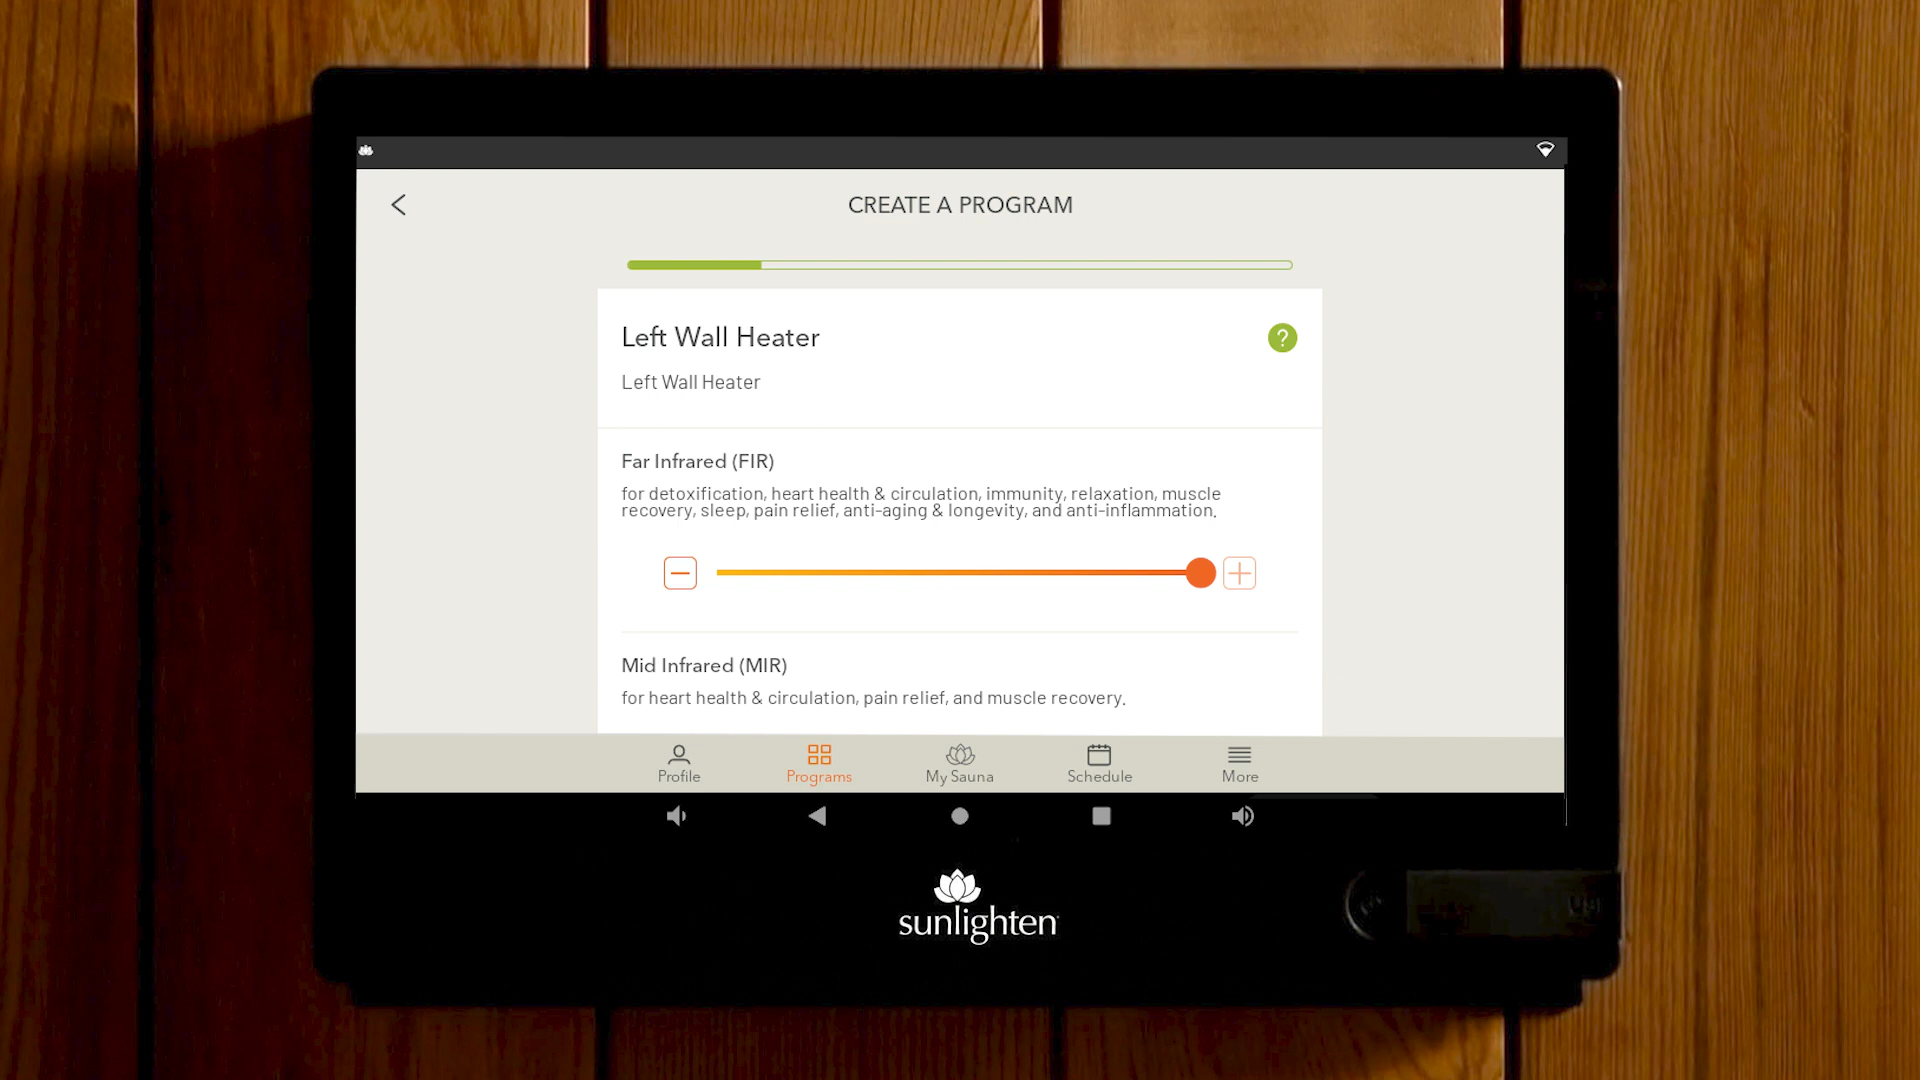 CREATE A PROGRAM
Left Wall Heater
?
Left Wall Heater
Far Infrared (FIR)
for detoxification, heart health & circulation, immunity, relaxation, muscle
recovery, sleep, pain relief, anti-aging & longevity, and anti-inflammation.
Mid Infrared (MIR)
for heart health & circulation, pain relief, and muscle recovery.
Profile
Programs
My Sauna
Schedule
More
sunlighten